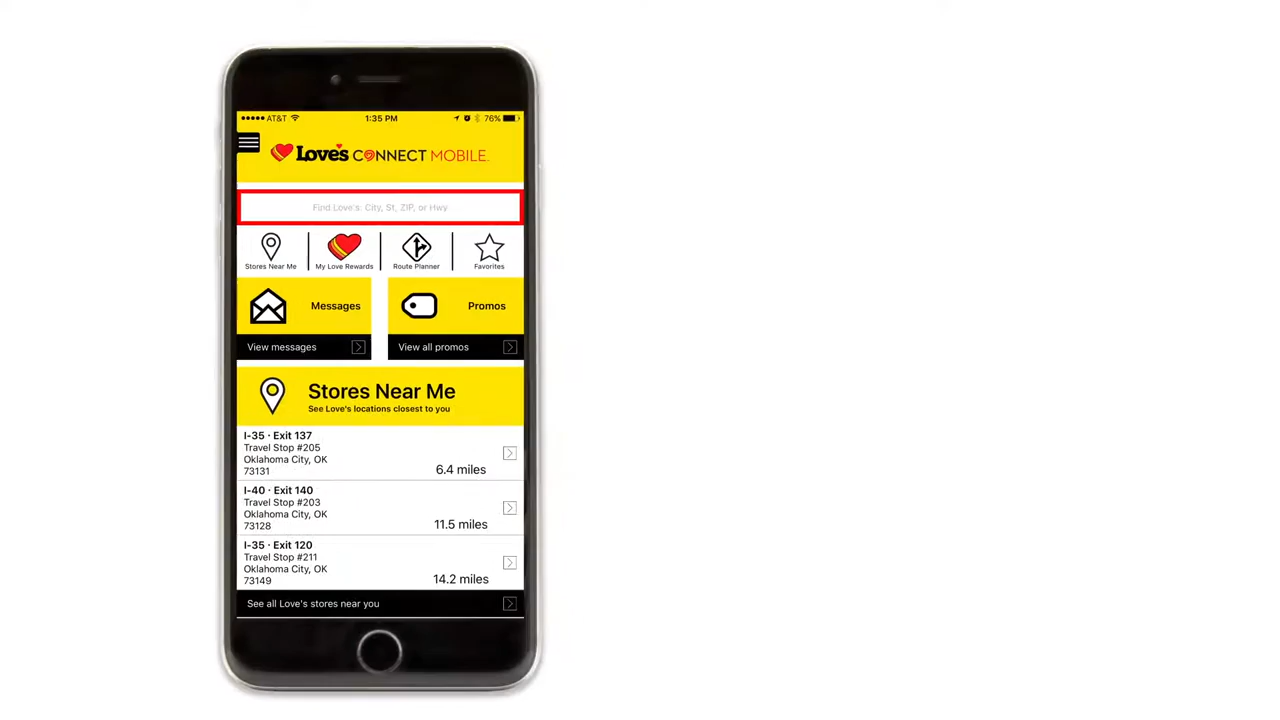 AT&T 1:35 PM 76%
Love's CONNECT MOBILE
Find Love's: City, St, ZIP, or Hwy
Stores Near Me My Love Rewards Route Planner Favorites
Messages Promos
View messages View all promos
Stores Near Me
See Love's locations closest to you
I-35 · Exit 137
Travel Stop #205
Oklahoma City, OK
73131 6.4 miles
I-40 · Exit 140
Travel Stop #203
Oklahoma City, OK
73128 11.5 miles
I-35 · Exit 120
Travel Stop #211
Oklahoma City, OK
73149 14.2 miles
See all Love's stores near you